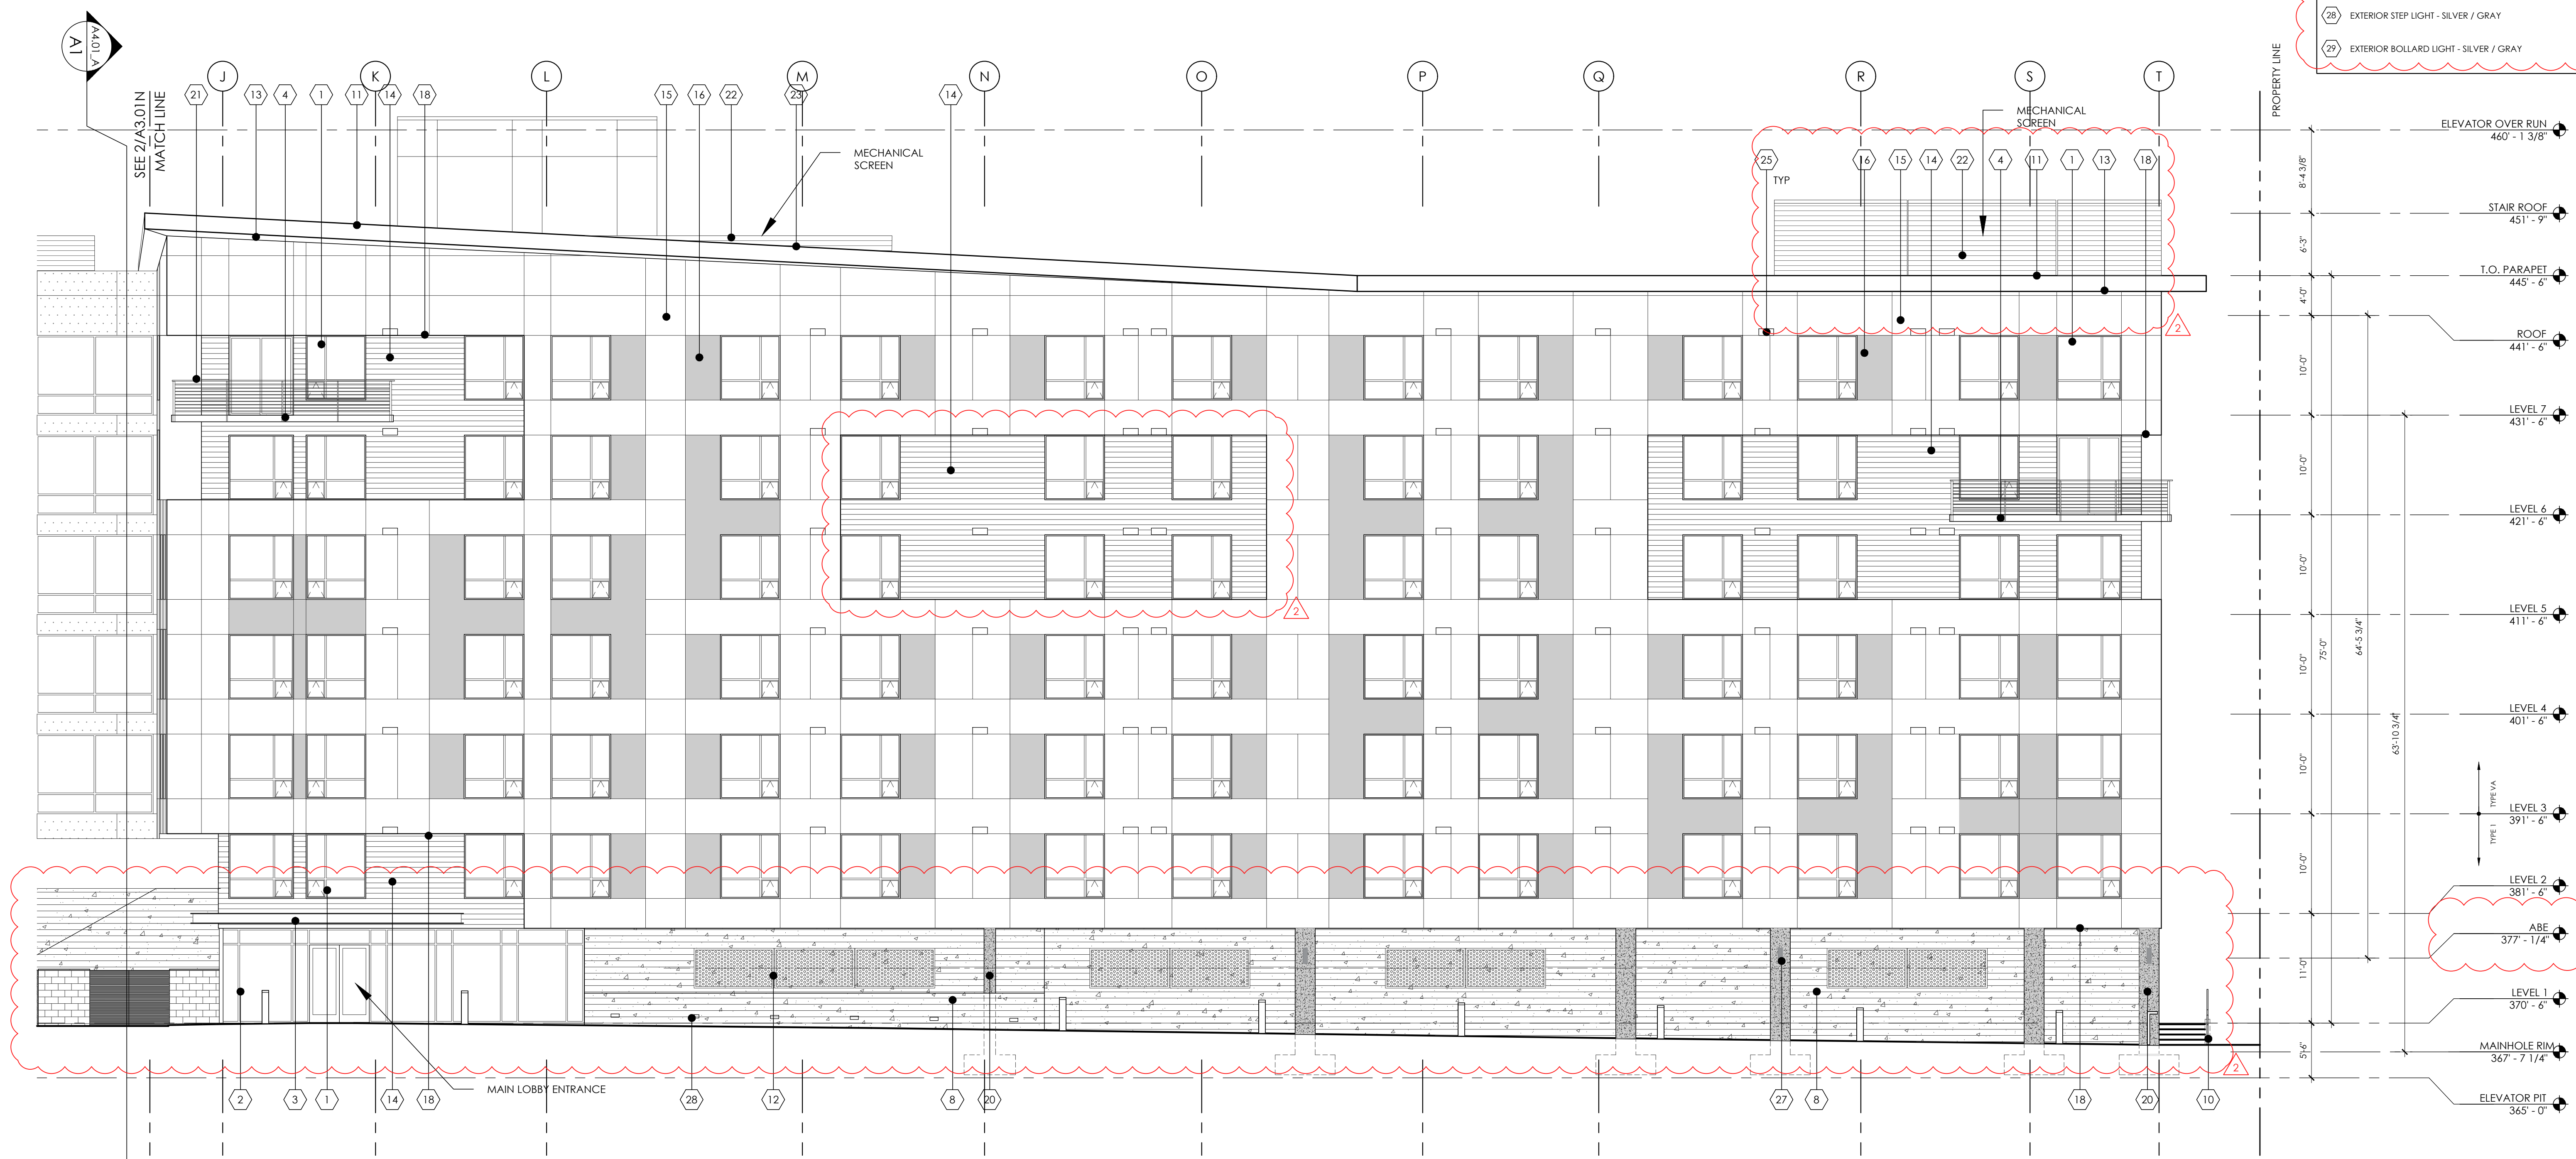 28 EXTERIOR STEP LIGHT - SILVER / GRAY
29 EXTERIOR BOLLARD LIGHT - SILVER / GRAY
A4.01_A
A1
SEE 2/A3.01N
MATCH LINE
J K L M N O P Q R S T
PROPERTY LINE
21 13 4 1 11 14 18 15 16 22 23 14
MECHANICAL
SCREEN
MECHANICAL
SCREEN
25 16 15 14 22 4 11 1 13 18
TYP
2
2
2
ELEVATOR OVER RUN
460' - 1 3/8"
STAIR ROOF
451' - 9"
T.O. PARAPET
445' - 6"
ROOF
441' - 6"
LEVEL 7
431' - 6"
LEVEL 6
421' - 6"
LEVEL 5
411' - 6"
LEVEL 4
401' - 6"
LEVEL 3
391' - 6"
LEVEL 2
381' - 6"
ABE
377' - 1/4"
LEVEL 1
370' - 6"
MAINHOLE RIM
367' - 7 1/4"
ELEVATOR PIT
365' - 0"
8'-4 3/8"
6'-3"
4'-0"
10'-0"
10'-0"
10'-0"
10'-0"
10'-0"
10'-0"
11'-0"
5'-6"
75'-0"
64'-5 3/4"
63'-10 3/4"
TYPE VA
TYPE 1
MAIN LOBBY ENTRANCE
2 3 1 14 18 28 12 8 20 27 8 18 20 10